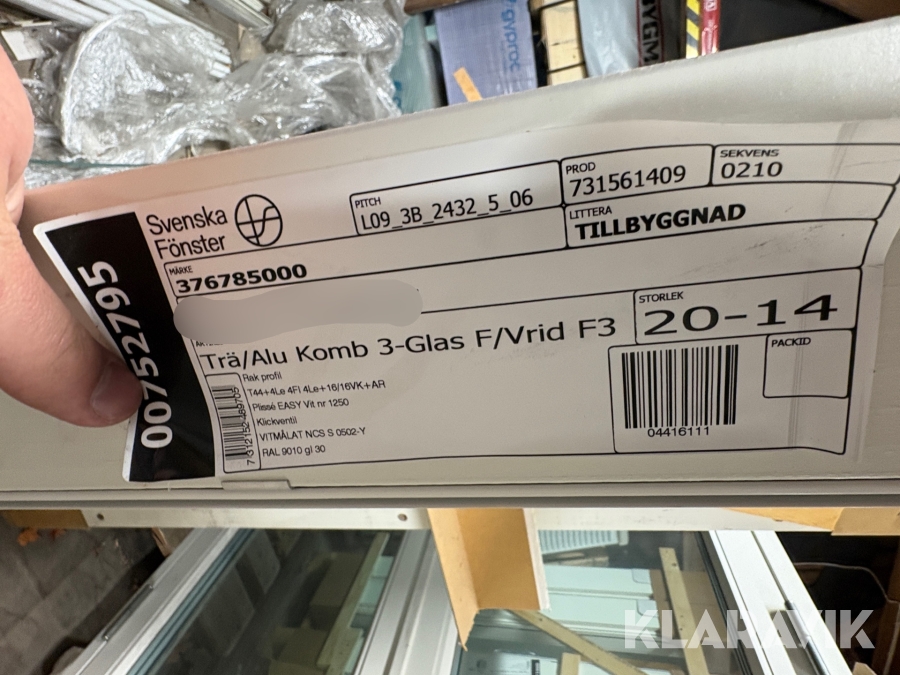 gyproc
Svenska
Fönster
PITCH
L09_3B_2432_5_06
PROD
731561409
SEKVENS
0210
LITTERA
TILLBYGGNAD
MÄRKE
376785000
00752795
Trä/Alu Komb 3-Glas F/Vrid F3
STORLEK
20-14
Rak profil
T44+4Le 4Fl 4Le+16/16VK+AR
Plissé EASY Vit nr 1250
Klickventil
VITMÅLAT NCS S 0502-Y
RAL 9010 gl 30
04416111
PACKID
KLARAVIK